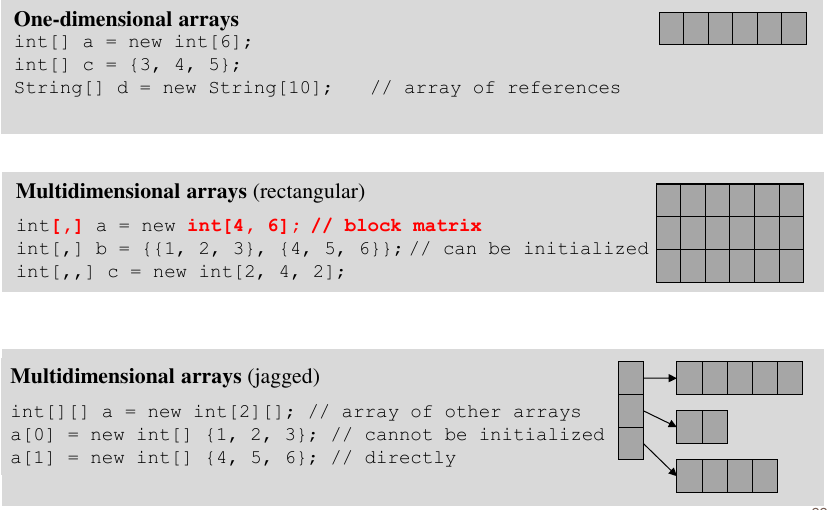 One-dimensional arrays
int[] a = new int[6];
int[] c = {3, 4, 5};
String[] d = new String[10];   // array of references
Multidimensional arrays (rectangular)
int[,] a = new int[4, 6]; // block matrix
int[,] b = {{1, 2, 3}, {4, 5, 6}}; // can be initialized
int[,,] c = new int[2, 4, 2];
Multidimensional arrays (jagged)
int[][] a = new int[2][]; // array of other arrays
a[0] = new int[] {1, 2, 3}; // cannot be initialized
a[1] = new int[] {4, 5, 6}; // directly